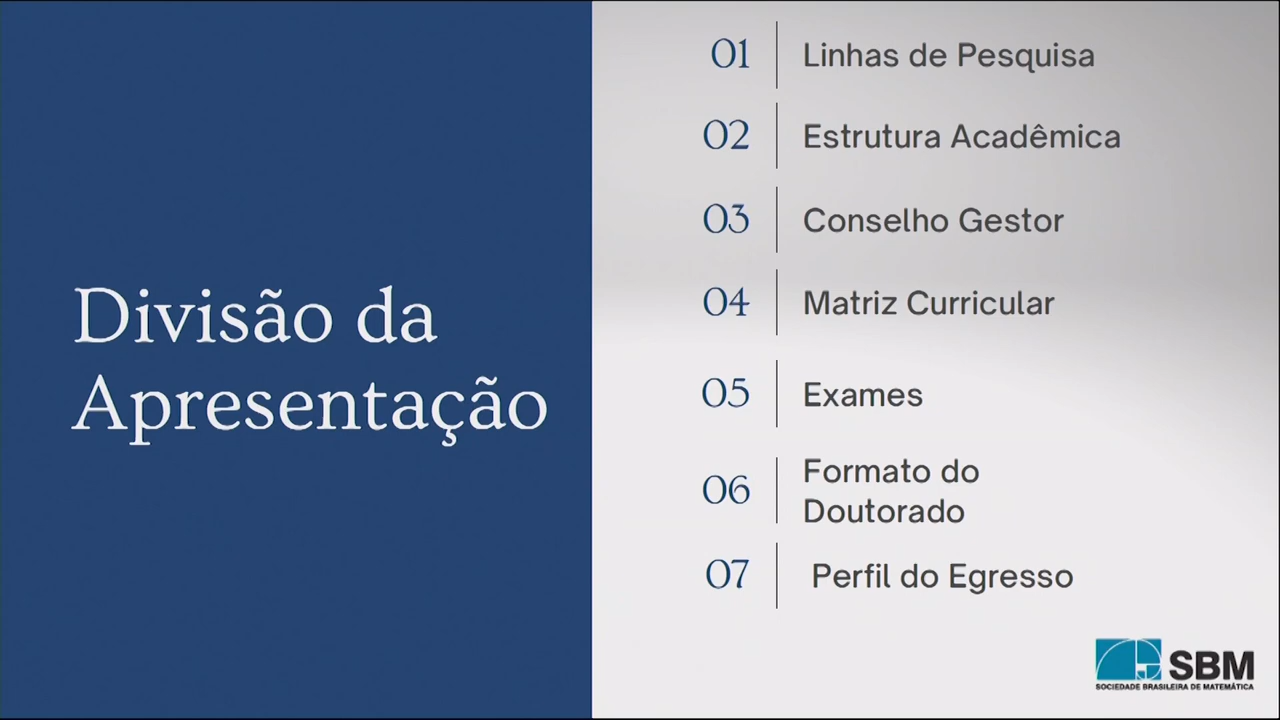 Divisão da
Apresentação
01 Linhas de Pesquisa
02 Estrutura Acadêmica
03 Conselho Gestor
04 Matriz Curricular
05 Exames
06 Formato do
Doutorado
07 Perfil do Egresso
SBM
SOCIEDADE BRASILEIRA DE MATEMÁTICA